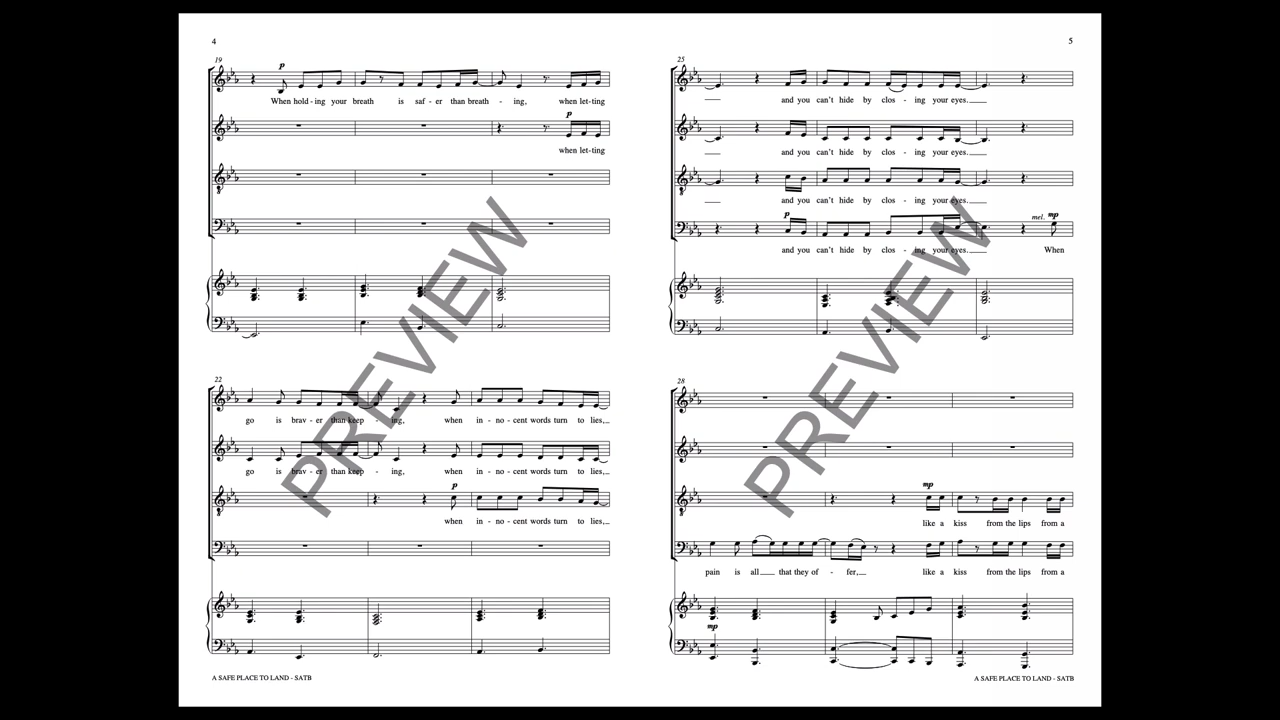 4
19
p
When hold - ing your breath is saf - er than breath - ing, when let-ting
p
when let-ting
22
go is brav - er than keep - ing, when in - no - cent words turn to lies,
go is brav - er than keep - ing, when in - no - cent words turn to lies,
p
when in - no - cent words turn to lies,
A SAFE PLACE TO LAND - SATB
PREVIEW
5
25
and you can't hide by clos - ing your eyes.
and you can't hide by clos - ing your eyes.
and you can't hide by clos - ing your eyes.
p
mel. mp
and you can't hide by clos - ing your eyes. When
28
mp
like a kiss from the lips from a
pain is all that they of - fer, like a kiss from the lips from a
mp
A SAFE PLACE TO LAND - SATB
PREVIEW